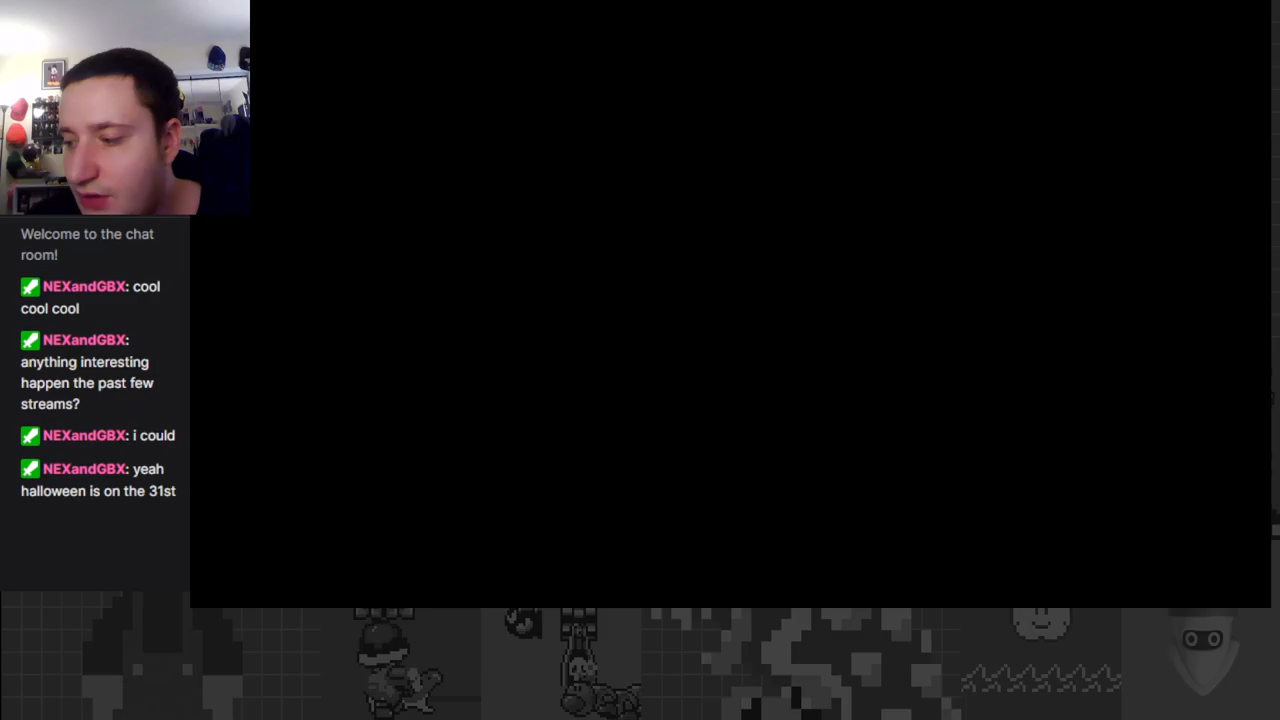 Welcome to the chat
room!
NEXandGBX: cool
cool cool
NEXandGBX:
anything interesting
happen the past few
streams?
NEXandGBX: i could
NEXandGBX: yeah
halloween is on the 31st